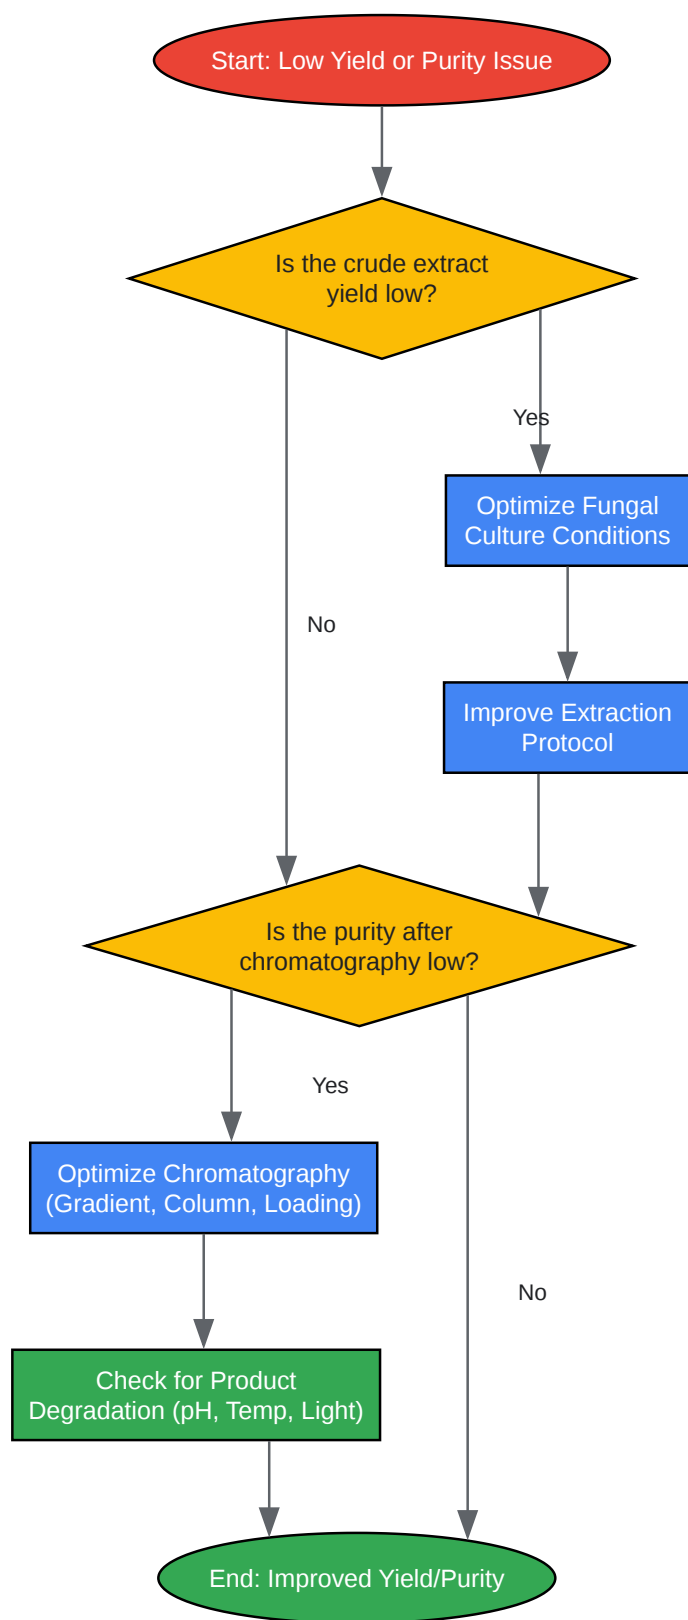 Start: Low Yield or Purity Issue
Is the crude extract
yield low?
Yes
Optimize Fungal
Culture Conditions
No
Improve Extraction
Protocol
Is the purity after
chromatography low?
Yes
Optimize Chromatography
(Gradient, Column, Loading)
No
Check for Product
Degradation (pH, Temp, Light)
End: Improved Yield/Purity